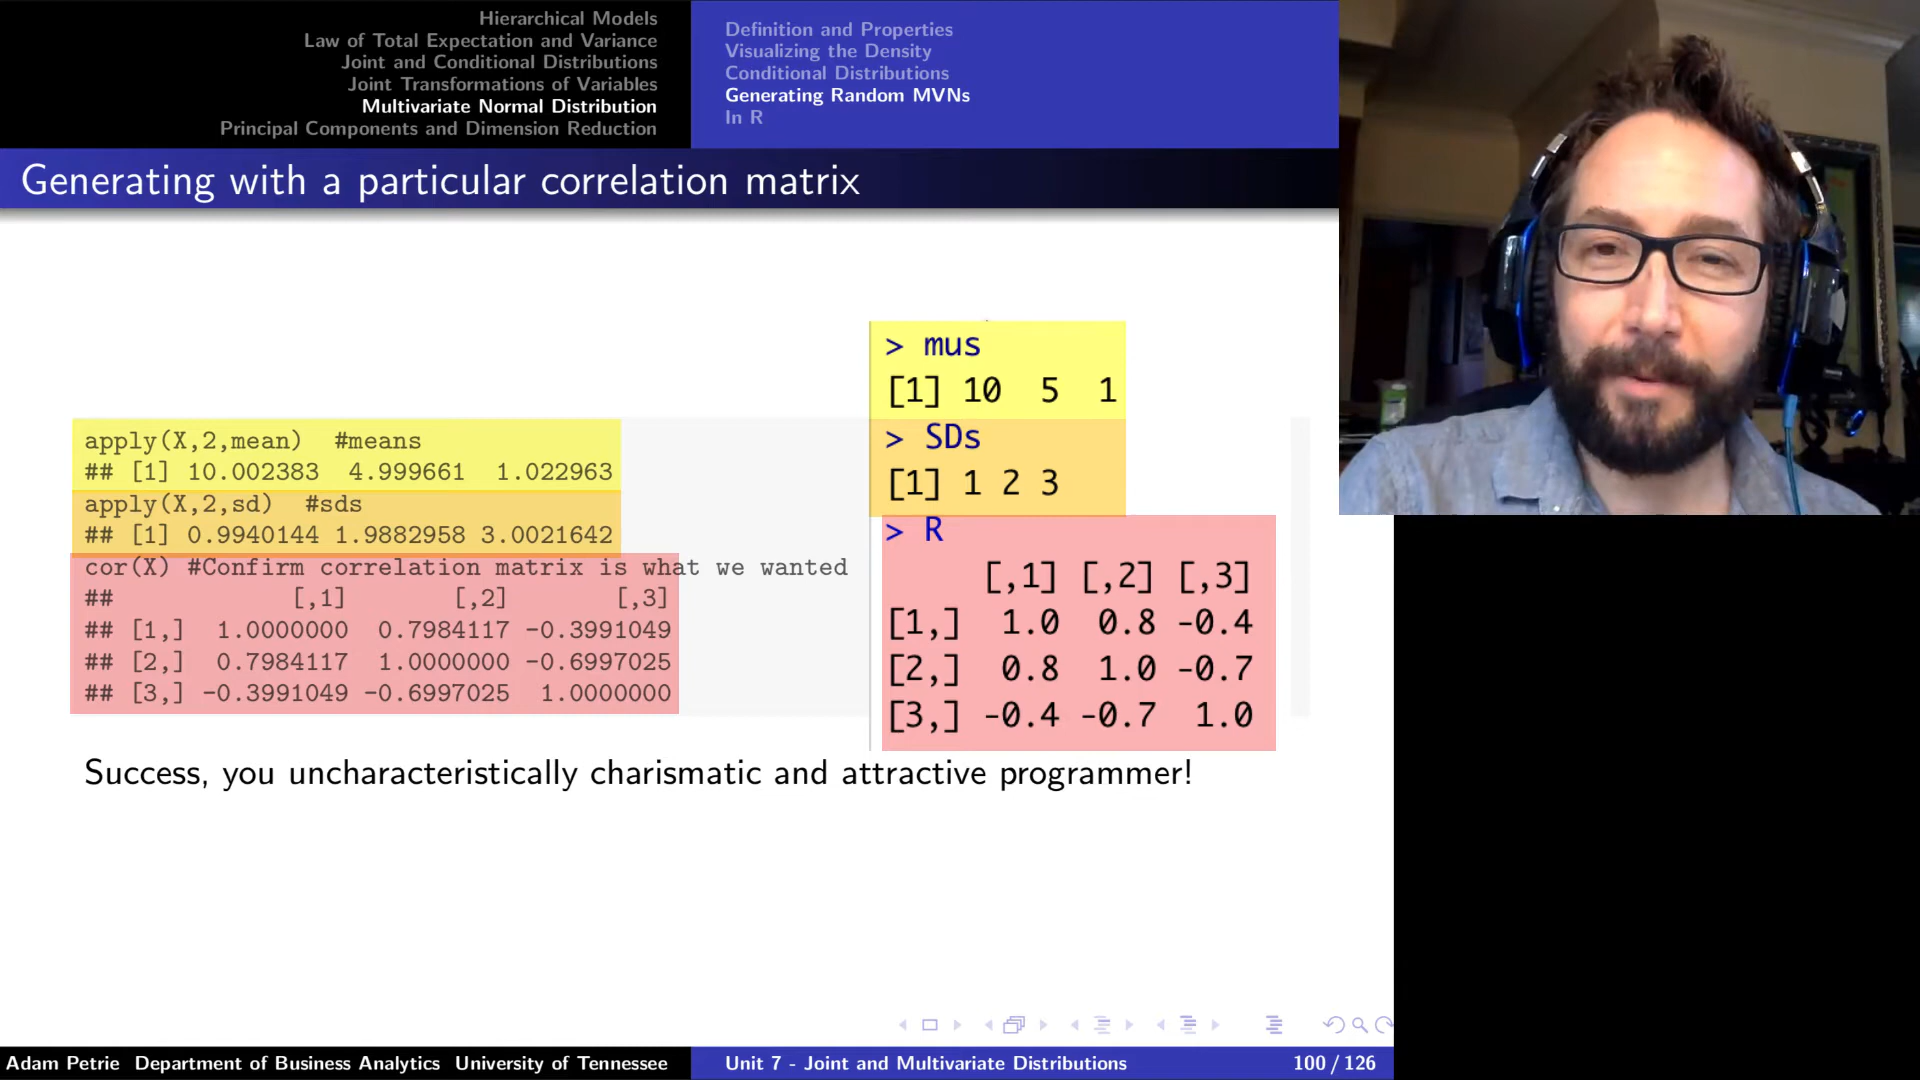 Hierarchical Models
Law of Total Expectation and Variance
Joint and Conditional Distributions
Joint Transformations of Variables
Multivariate Normal Distribution
Principal Components and Dimension Reduction
Definition and Properties
Visualizing the Density
Conditional Distributions
Generating Random MVNs
In R
Generating with a particular correlation matrix
apply(X,2,mean)  #means
## [1] 10.002383  4.999661  1.022963
apply(X,2,sd)  #sds
## [1] 0.9940144 1.9882958 3.0021642
cor(X) #Confirm correlation matrix is what we wanted
##            [,1]       [,2]       [,3]
## [1,]  1.0000000  0.7984117 -0.3991049
## [2,]  0.7984117  1.0000000 -0.6997025
## [3,] -0.3991049 -0.6997025  1.0000000
> mus
[1] 10  5  1
> SDs
[1] 1 2 3
> R
     [,1] [,2] [,3]
[1,]  1.0  0.8 -0.4
[2,]  0.8  1.0 -0.7
[3,] -0.4 -0.7  1.0
Success, you uncharacteristically charismatic and attractive programmer!
Adam Petrie  Department of Business Analytics  University of Tennessee
Unit 7 - Joint and Multivariate Distributions
100 / 126